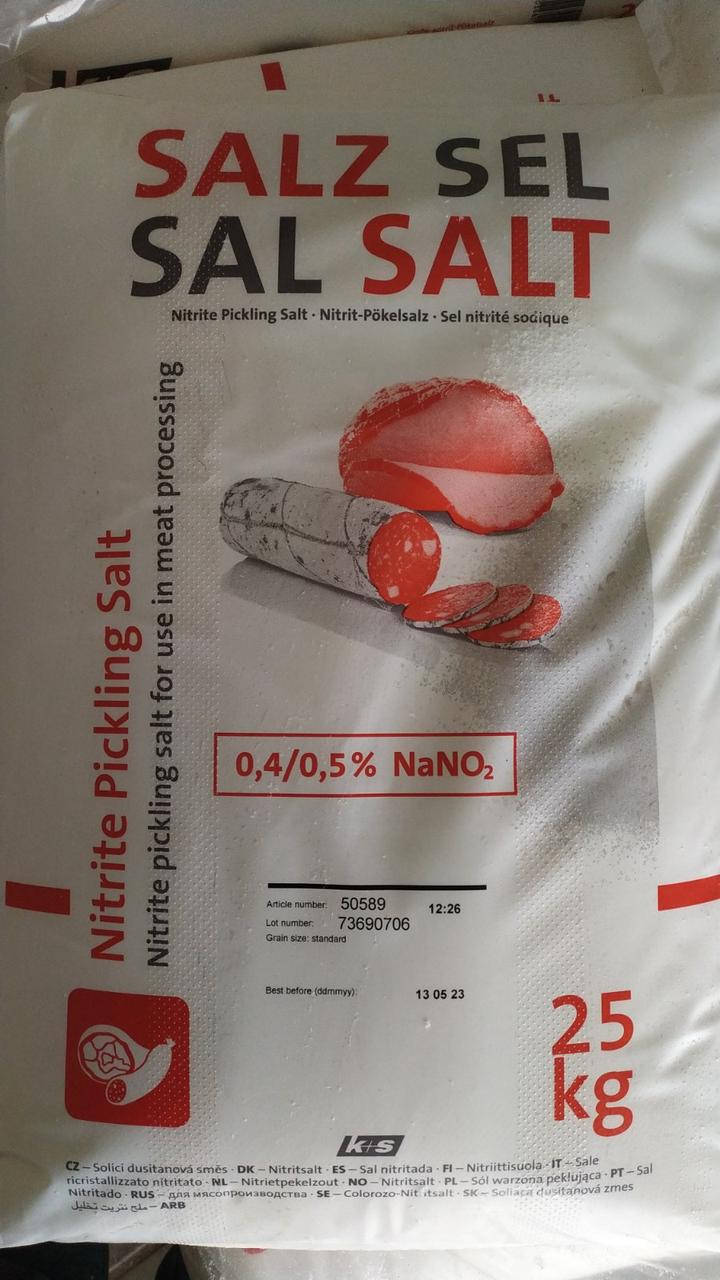 SALZ SEL
SAL SALT
Nitrite Pickling Salt · Nitrit-Pökelsalz · Sel nitrité sodique
Nitrite Pickling Salt
Nitrite pickling salt for use in meat processing
0,4/0,5% NaNO₂
Article number: 50589 12:26
Lot number: 73690706
Grain size: standard
Best before (ddmmyy): 13 05 23
25
kg
k+s
CZ – Solicí dusitanová směs · DK – Nitritsalt · ES – Sal nitritada · FI – Niitriittisuola · IT – Sale
ricristallizzato nitritato · NL – Nitrietpekelzout · NO – Nitritsalt · PL – Sól warzona peklująca · PT – Sal
Nitritado · RUS – для мясопроизводства · SE – Colorozo-Nitritsalt · SK – Soliaca dusitanová zmes
ملح نتريت تخليل – ARB